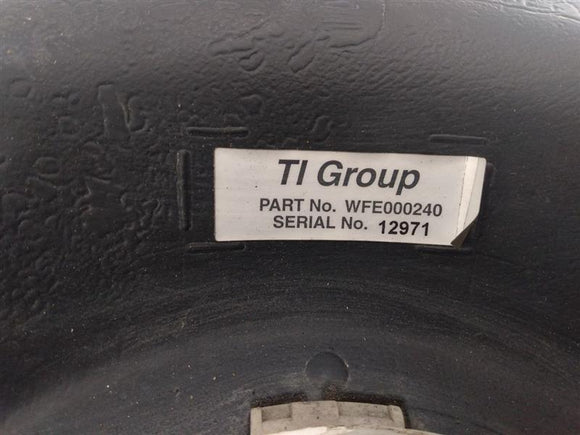 TI Group
PART No. WFE000240
SERIAL No. 12971